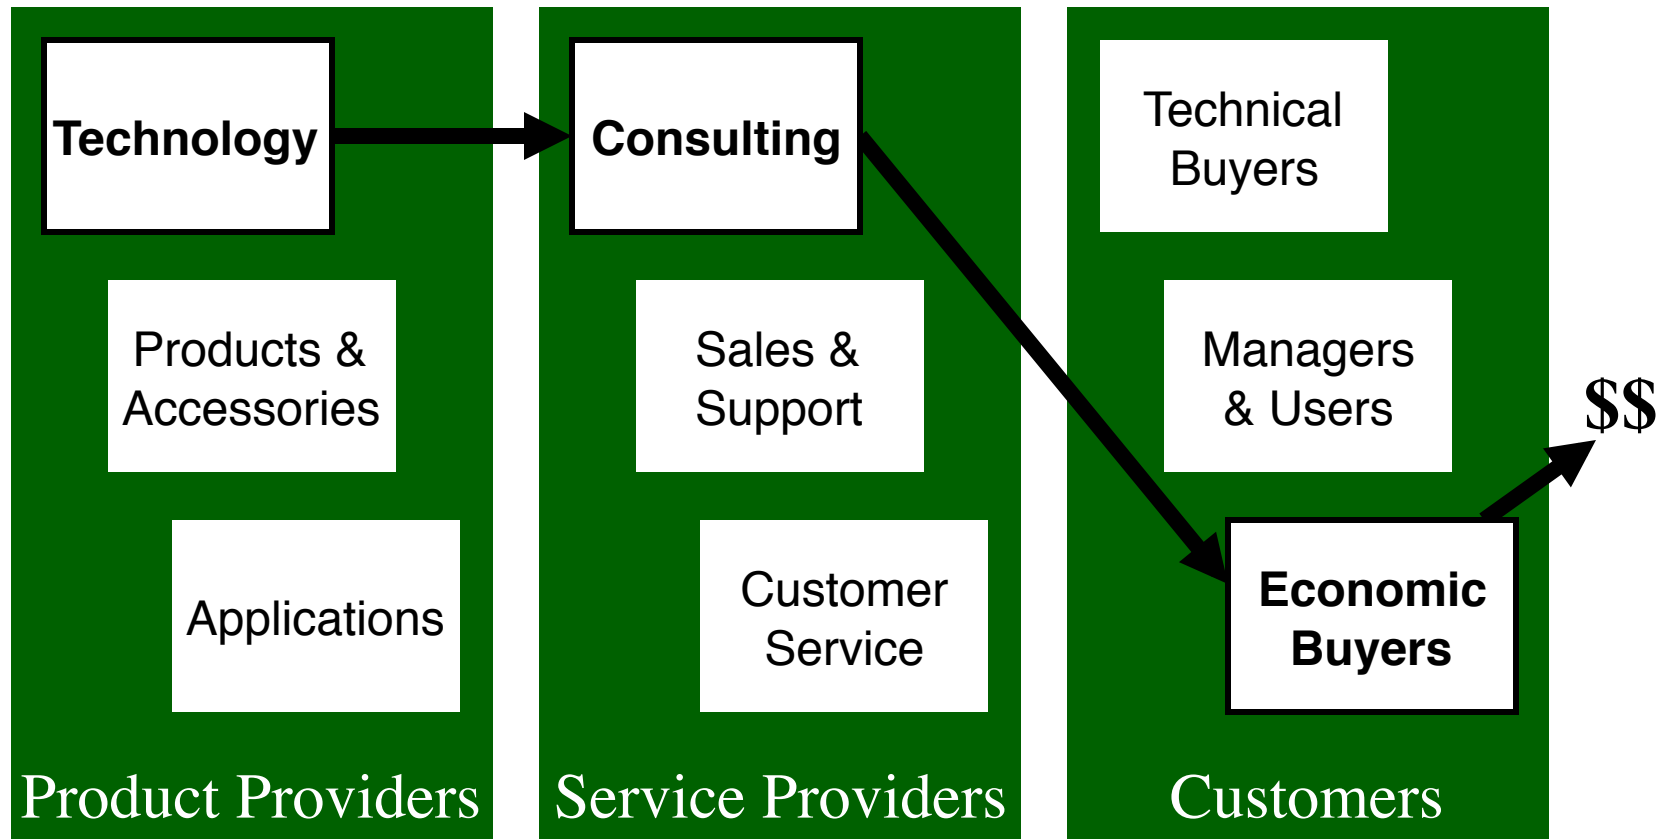 Technology
Products &
Accessories
Applications
Product Providers
Consulting
Sales &
Support
Customer
Service
Service Providers
Technical
Buyers
Managers
& Users
Economic
Buyers
Customers
$$